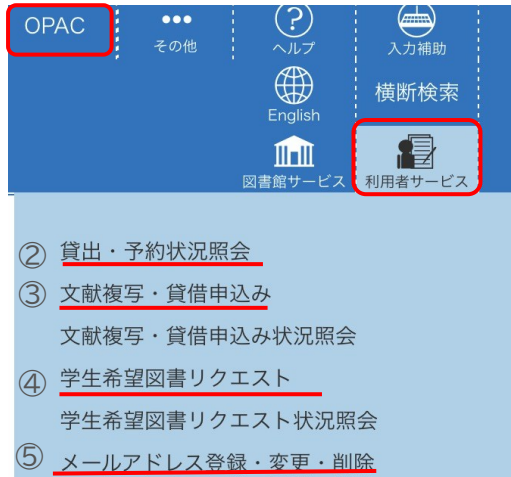 OPAC
その他
ヘルプ
入力補助
English
横断検索
図書館サービス
利用者サービス
② 貸出・予約状況照会
③ 文献複写・貸借申込み
文献複写・貸借申込み状況照会
④ 学生希望図書リクエスト
学生希望図書リクエスト状況照会
⑤ メールアドレス登録・変更・削除